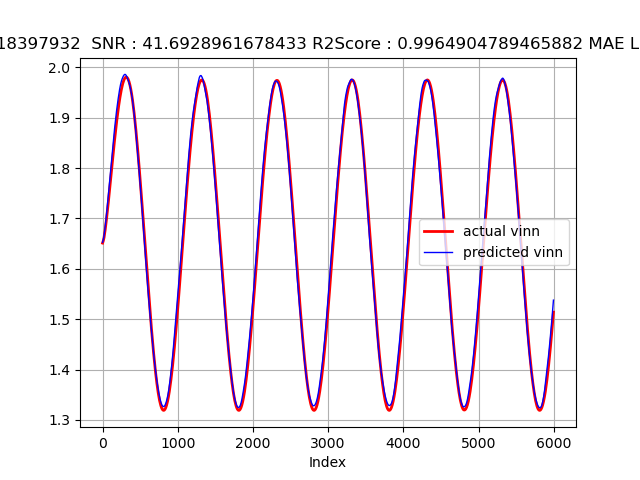 18397932 SNR : 41.6928961678433 R2Score : 0.9964904789465882 MAE L
2.0
1.9
1.8
1.7
1.6
1.5
1.4
1.3
actual vinn
predicted vinn
0 1000 2000 3000 4000 5000 6000
Index